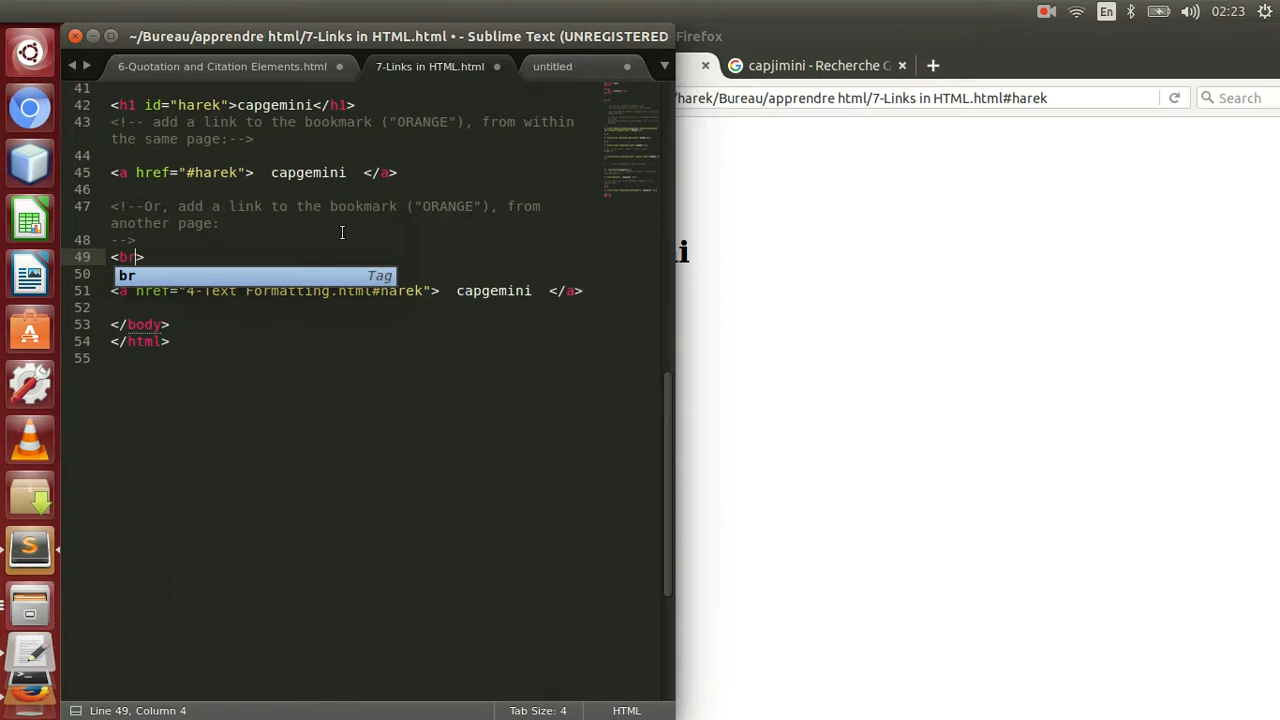 En
02:23
~/Bureau/apprendre html/7-Links in HTML.html • - Sublime Text (UNREGISTERED
Firefox
6-Quotation and Citation Elements.html
7-Links in HTML.html
untitled
capjimini - Recherche G
/harek/Bureau/apprendre html/7-Links in HTML.html#harek
Search
41
42 <h1 id="harek">capgemini</h1>
43 <!-- add a link to the bookmark ("ORANGE"), from within
the same page:-->
44
45 <a href="#harek">  capgemini  </a>
46
47 <!--Or, add a link to the bookmark ("ORANGE"), from
another page:
48 -->
49 <br>
br Tag
50
51 <a href="4-Text Formatting.html#harek">  capgemini  </a>
52
53 </body>
54 </html>
55
Line 49, Column 4
Tab Size: 4
HTML